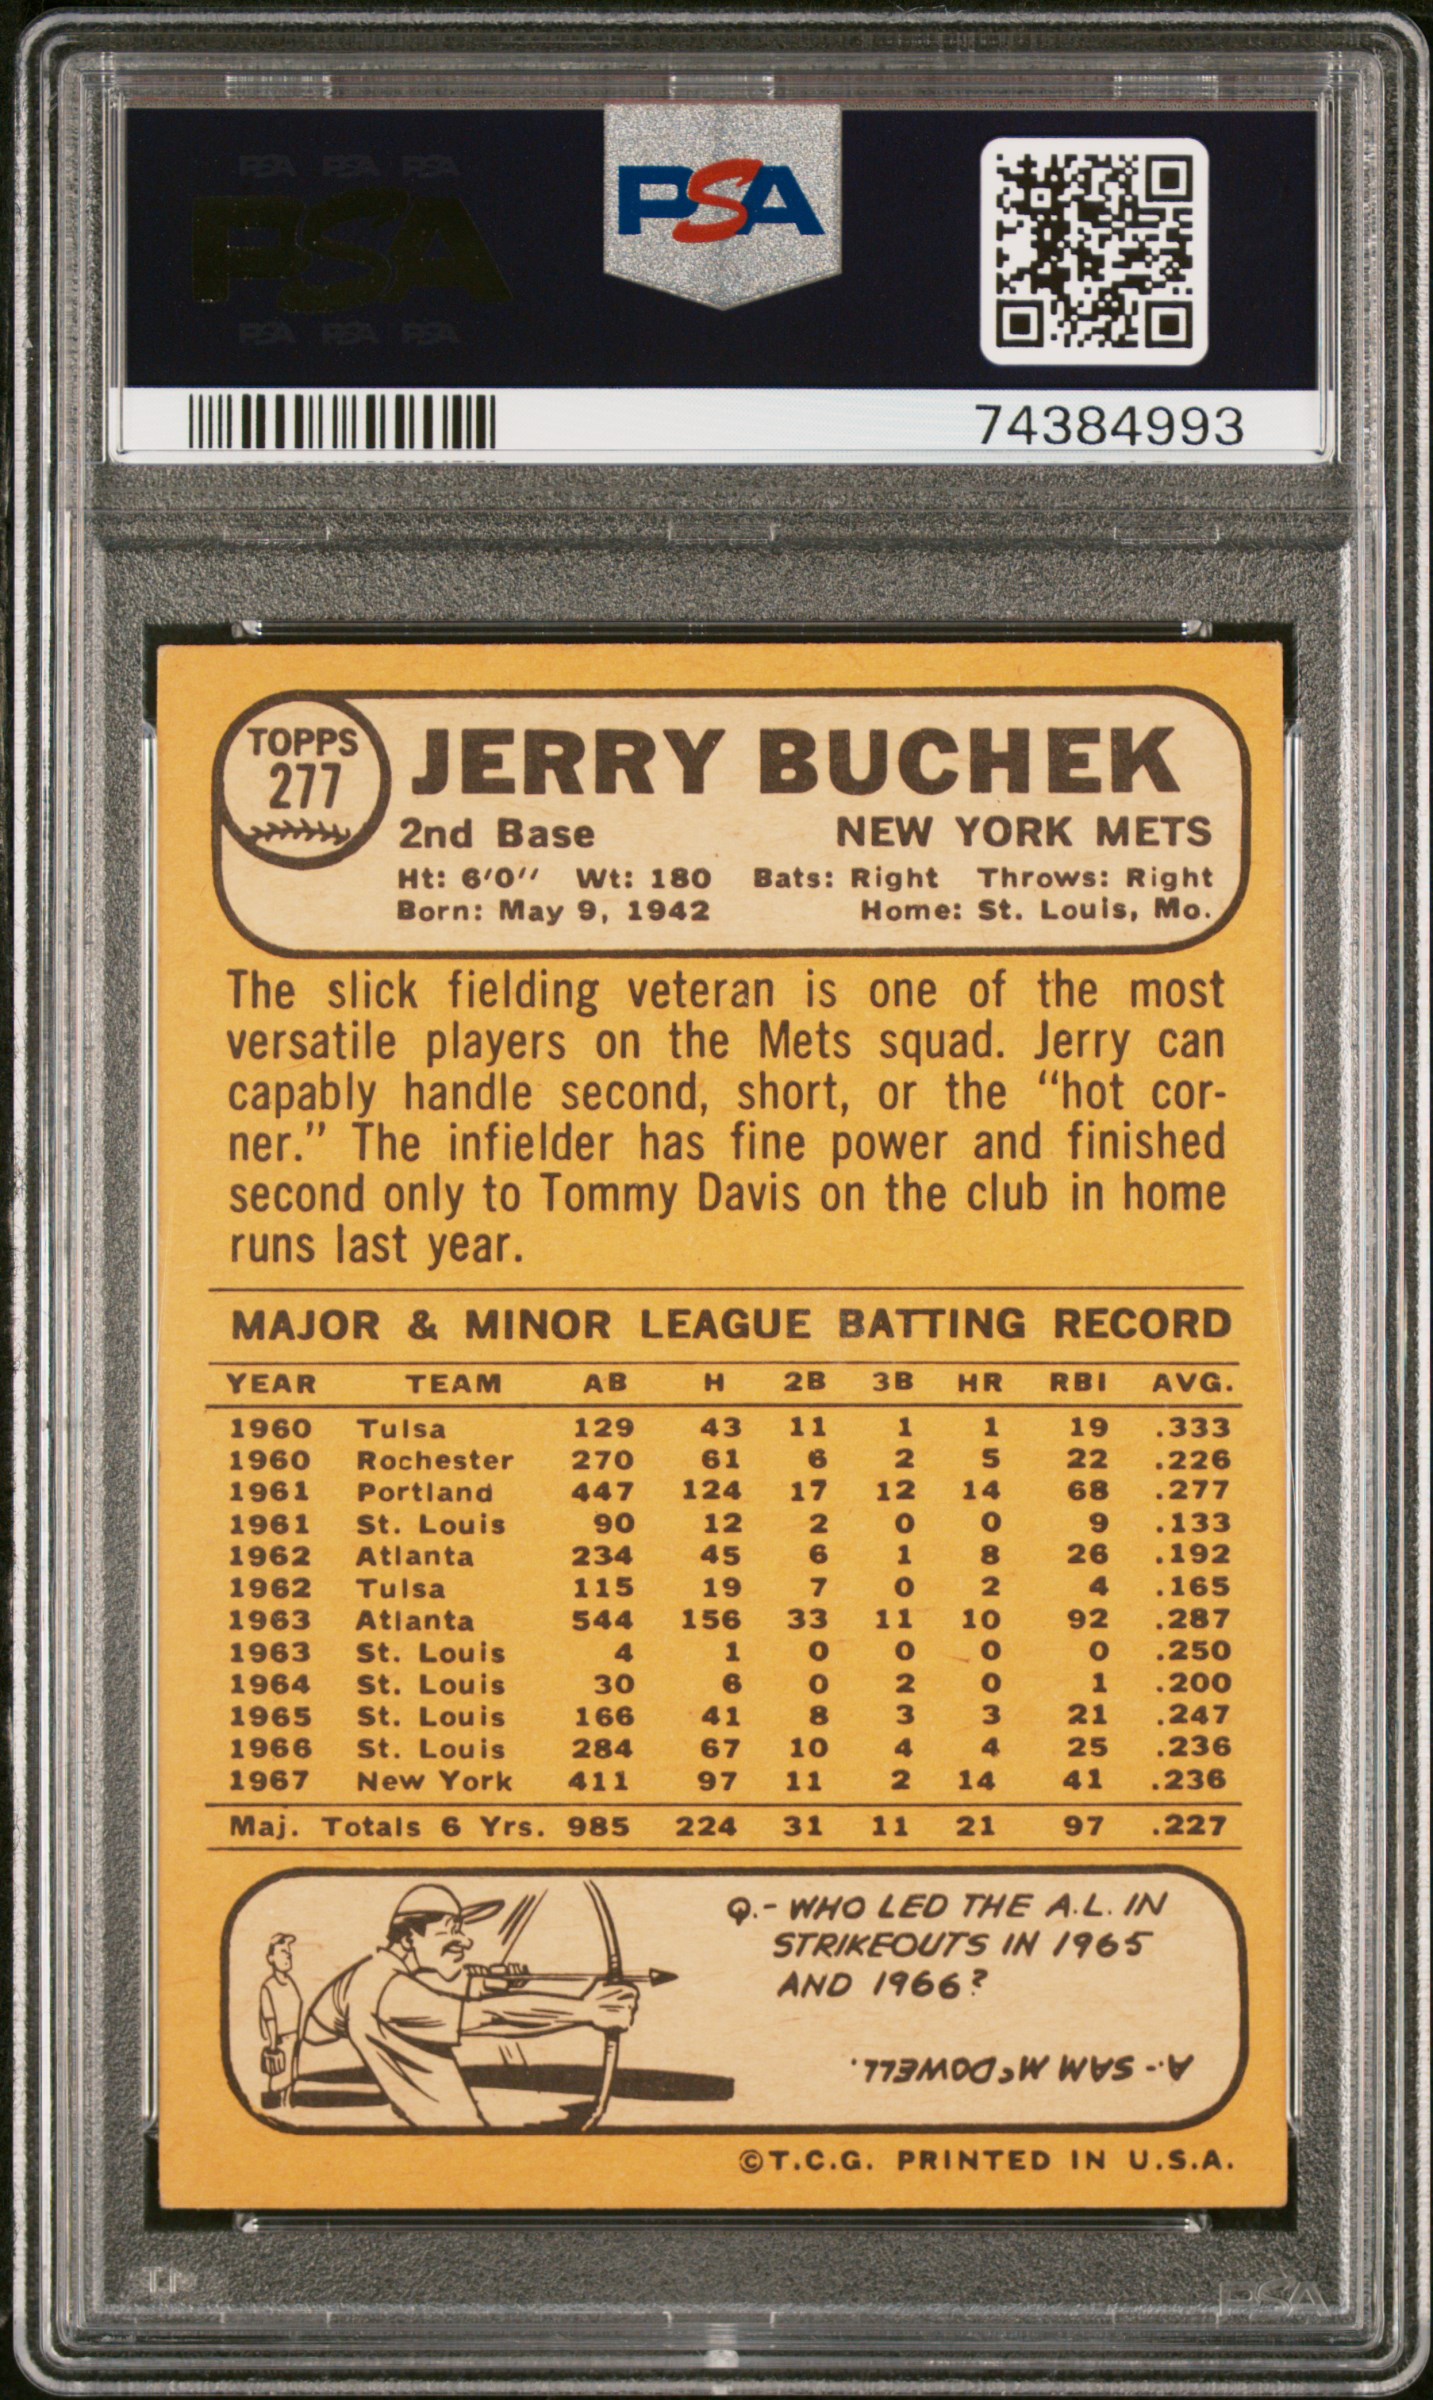 PSA PSA PSA
PSA
PSA PSA PSA
PSA
74384993
TOPPS
277
JERRY BUCHEK
2nd Base NEW YORK METS
Ht: 6'0" Wt: 180 Bats: Right Throws: Right
Born: May 9, 1942 Home: St. Louis, Mo.
The slick fielding veteran is one of the most
versatile players on the Mets squad. Jerry can
capably handle second, short, or the "hot cor-
ner." The infielder has fine power and finished
second only to Tommy Davis on the club in home
runs last year.
MAJOR & MINOR LEAGUE BATTING RECORD
YEAR TEAM AB H 2B 3B HR RBI AVG.
1960 Tulsa 129 43 11 1 1 19 .333
1960 Rochester 270 61 6 2 5 22 .226
1961 Portland 447 124 17 12 14 68 .277
1961 St. Louis 90 12 2 0 0 9 .133
1962 Atlanta 234 45 6 1 8 26 .192
1962 Tulsa 115 19 7 0 2 4 .165
1963 Atlanta 544 156 33 11 10 92 .287
1963 St. Louis 4 1 0 0 0 0 .250
1964 St. Louis 30 6 0 2 0 1 .200
1965 St. Louis 166 41 8 3 3 21 .247
1966 St. Louis 284 67 10 4 4 25 .236
1967 New York 411 97 11 2 14 41 .236
Maj. Totals 6 Yrs. 985 224 31 11 21 97 .227
Q.- WHO LED THE A.L. IN
STRIKEOUTS IN 1965
AND 1966?
A.- SAM McDOWELL.
©T.C.G. PRINTED IN U.S.A.
PSA